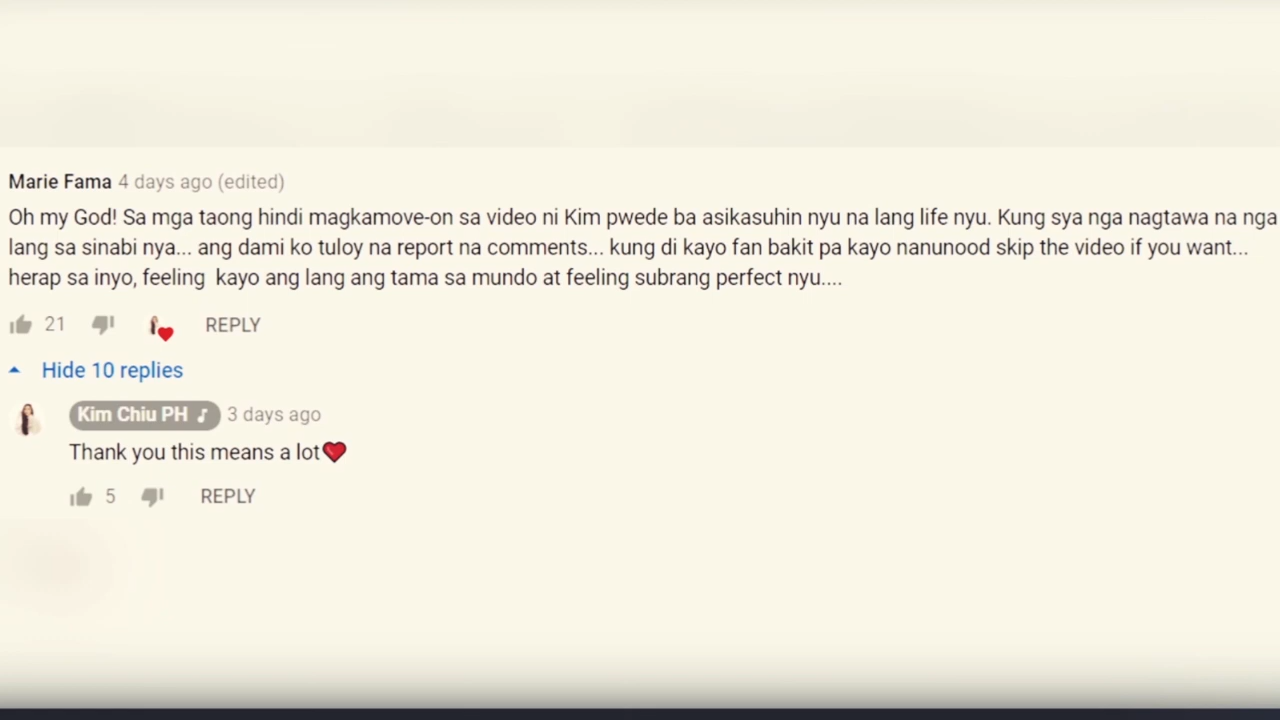 Marie Fama 4 days ago (edited)
Oh my God! Sa mga taong hindi magkamove-on sa video ni Kim pwede ba asikasuhin nyu na lang life nyu. Kung sya nga nagtawa na nga
lang sa sinabi nya... ang dami ko tuloy na report na comments... kung di kayo fan bakit pa kayo nanunood skip the video if you want...
herap sa inyo, feeling  kayo ang lang ang tama sa mundo at feeling subrang perfect nyu....
21 REPLY
Hide 10 replies
Kim Chiu PH ♪ 3 days ago
Thank you this means a lot❤️
5 REPLY